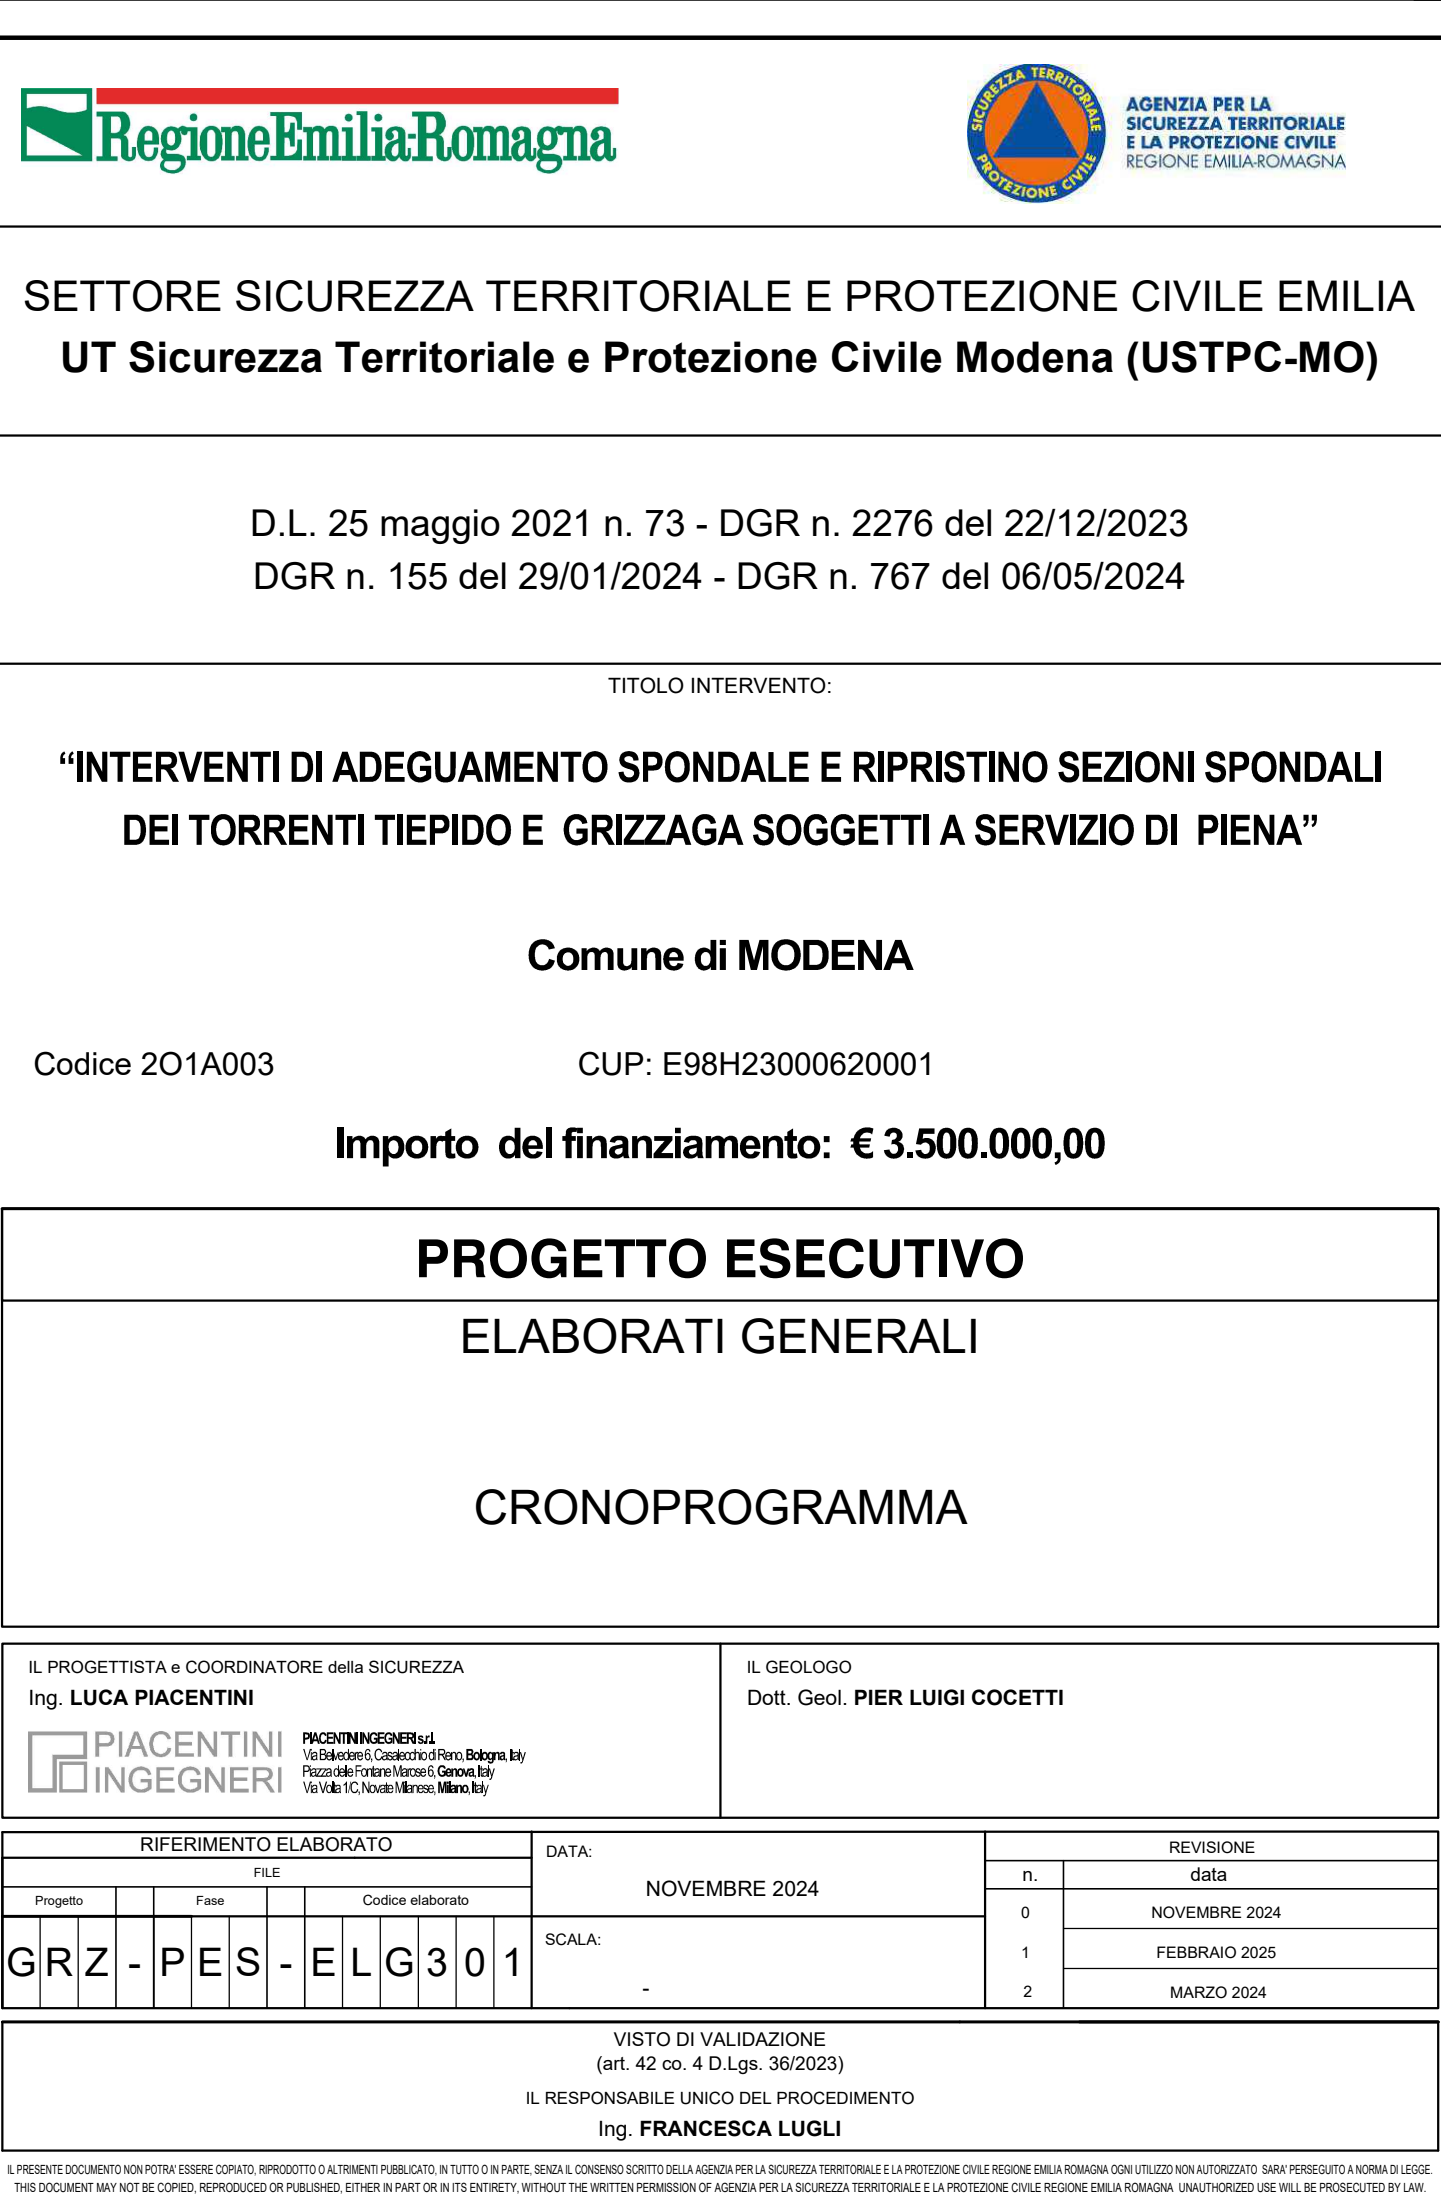 RegioneEmilia-Romagna
SICUREZZA TERRITORIALE
PROTEZIONE CIVILE
AGENZIA PER LA
SICUREZZA TERRITORIALE
E LA PROTEZIONE CIVILE
REGIONE EMILIA-ROMAGNA
SETTORE SICUREZZA TERRITORIALE E PROTEZIONE CIVILE EMILIA
UT Sicurezza Territoriale e Protezione Civile Modena (USTPC-MO)
D.L. 25 maggio 2021 n. 73 - DGR n. 2276 del 22/12/2023
DGR n. 155 del 29/01/2024 - DGR n. 767 del 06/05/2024
TITOLO INTERVENTO:
“INTERVENTI DI ADEGUAMENTO SPONDALE E RIPRISTINO SEZIONI SPONDALI
DEI TORRENTI TIEPIDO E GRIZZAGA SOGGETTI A SERVIZIO DI PIENA”
Comune di MODENA
Codice 2O1A003 CUP: E98H23000620001
Importo del finanziamento: € 3.500.000,00
PROGETTO ESECUTIVO
ELABORATI GENERALI
CRONOPROGRAMMA
IL PROGETTISTA e COORDINATORE della SICUREZZA
Ing. LUCA PIACENTINI
PIACENTINI
INGEGNERI
PIACENTINI INGEGNERI s.r.l.
Via Belvedere 6, Casalecchio di Reno, Bologna, Italy
Piazza delle Fontane Marose 6, Genova, Italy
Via Volta 1/C, Novate Milanese, Milano, Italy
IL GEOLOGO
Dott. Geol. PIER LUIGI COCETTI
RIFERIMENTO ELABORATO
FILE
Progetto Fase Codice elaborato
G R Z - P E S - E L G 3 0 1
DATA:
NOVEMBRE 2024
SCALA:
-
REVISIONE
n. data
0 NOVEMBRE 2024
1 FEBBRAIO 2025
2 MARZO 2024
VISTO DI VALIDAZIONE
(art. 42 co. 4 D.Lgs. 36/2023)
IL RESPONSABILE UNICO DEL PROCEDIMENTO
Ing. FRANCESCA LUGLI
IL PRESENTE DOCUMENTO NON POTRA' ESSERE COPIATO, RIPRODOTTO O ALTRIMENTI PUBBLICATO, IN TUTTO O IN PARTE, SENZA IL CONSENSO SCRITTO DELLA AGENZIA PER LA SICUREZZA TERRITORIALE E LA PROTEZIONE CIVILE REGIONE EMILIA ROMAGNA OGNI UTILIZZO NON AUTORIZZATO SARA' PERSEGUITO A NORMA DI LEGGE.
THIS DOCUMENT MAY NOT BE COPIED, REPRODUCED OR PUBLISHED, EITHER IN PART OR IN ITS ENTIRETY, WITHOUT THE WRITTEN PERMISSION OF AGENZIA PER LA SICUREZZA TERRITORIALE E LA PROTEZIONE CIVILE REGIONE EMILIA ROMAGNA UNAUTHORIZED USE WILL BE PROSECUTED BY LAW.